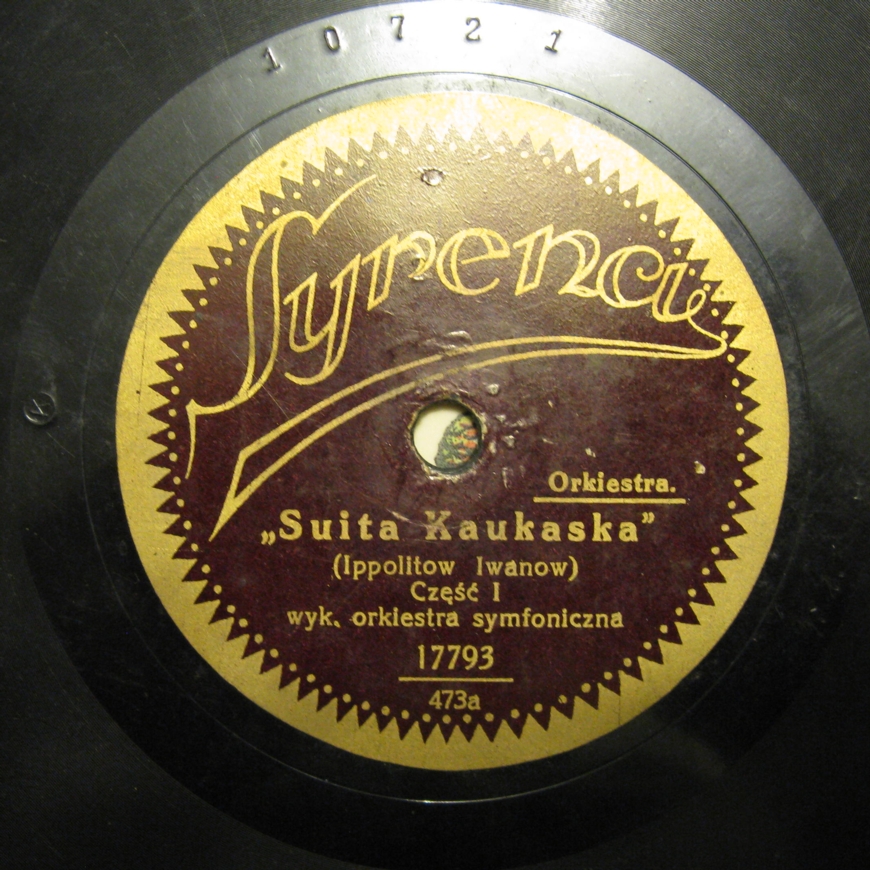 10721
Syrena
Orkiestra.
„Suita Kaukaska”
(Ippolitow Iwanow)
Część I
wyk. orkiestra symfoniczna
17793
473a
K